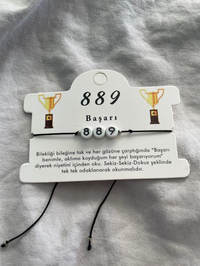 889
Başarı
889
Bilekliği bileğine tak ve her gözüne çarptığında "Başarı
benimle, aklıma koyduğum her şeyi başarıyorum"
diyerek niyetini içinden oku. Sekiz-Sekiz-Dokuz şeklinde
tek tek odaklanarak okunmalıdır.